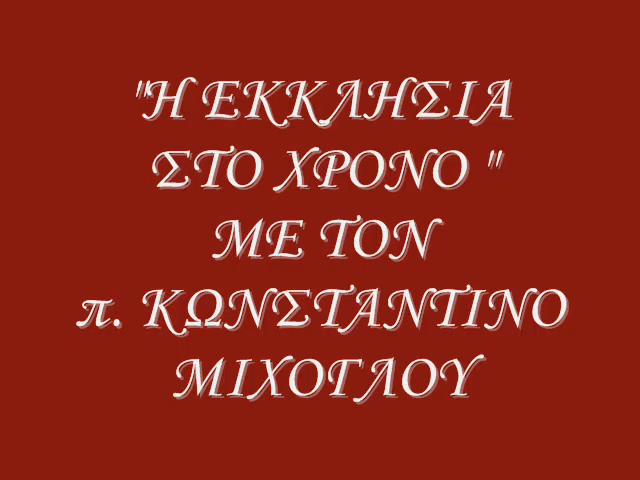 "Η ΕΚΚΛΗΣΙΑ
ΣΤΟ ΧΡΟΝΟ "
ΜΕ ΤΟΝ
π. ΚΩΝΣΤΑΝΤΙΝΟ
ΜΙΧΟΓΛΟΥ